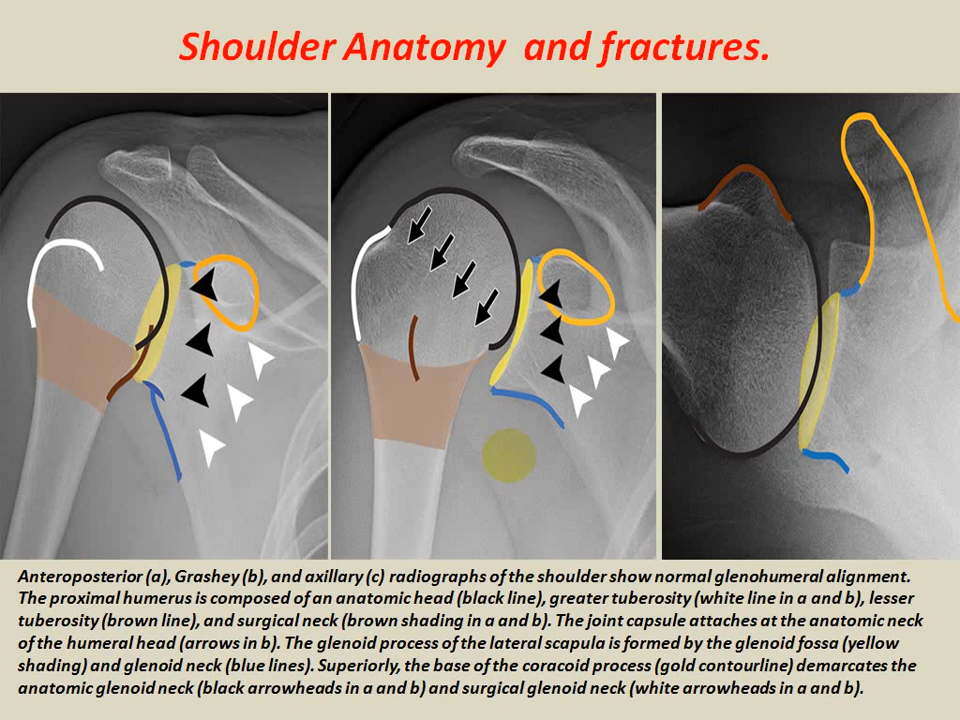 Shoulder Anatomy and fractures.
Anteroposterior (a), Grashey (b), and axillary (c) radiographs of the shoulder show normal glenohumeral alignment.
The proximal humerus is composed of an anatomic head (black line), greater tuberosity (white line in a and b), lesser
tuberosity (brown line), and surgical neck (brown shading in a and b). The joint capsule attaches at the anatomic neck
of the humeral head (arrows in b). The glenoid process of the lateral scapula is formed by the glenoid fossa (yellow
shading) and glenoid neck (blue lines). Superiorly, the base of the coracoid process (gold contourline) demarcates the
anatomic glenoid neck (black arrowheads in a and b) and surgical glenoid neck (white arrowheads in a and b).